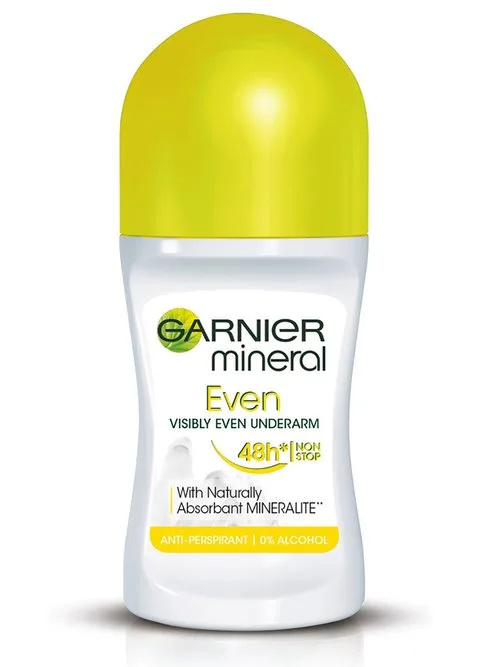 GARNIER
mineral
Even
VISIBLY EVEN UNDERARM
48h*| NON STOP
With Naturally
Absorbant MINERALITE**
ANTI-PERSPIRANT | 0% ALCOHOL